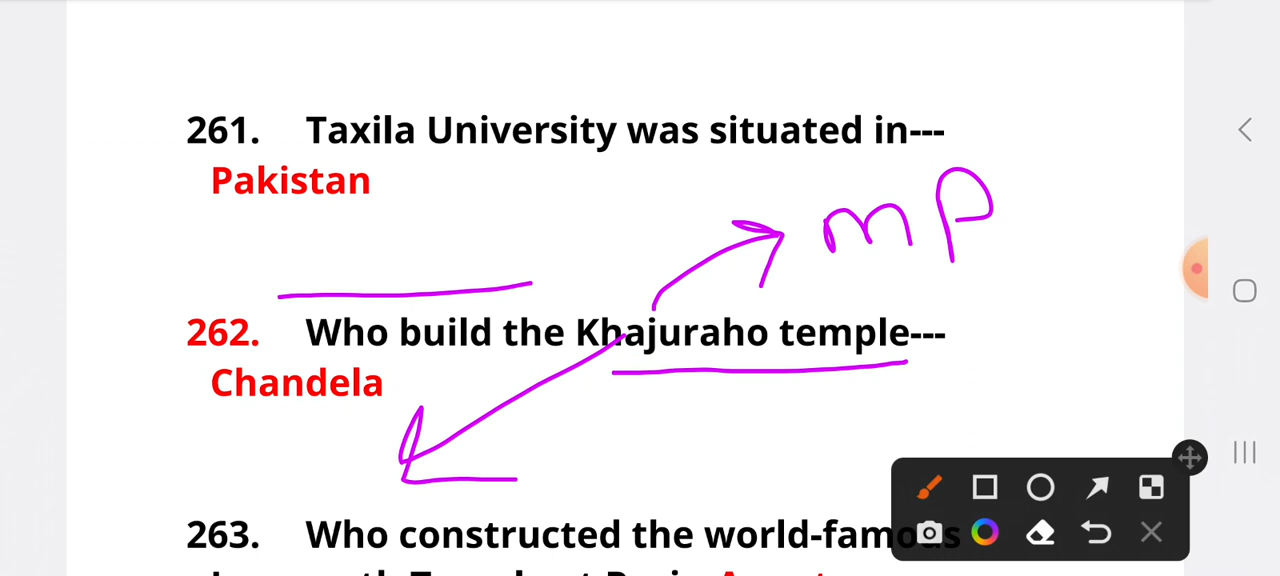 261. Taxila University was situated in---
Pakistan
MP
262. Who build the Khajuraho temple---
Chandela
263. Who constructed the world-famous